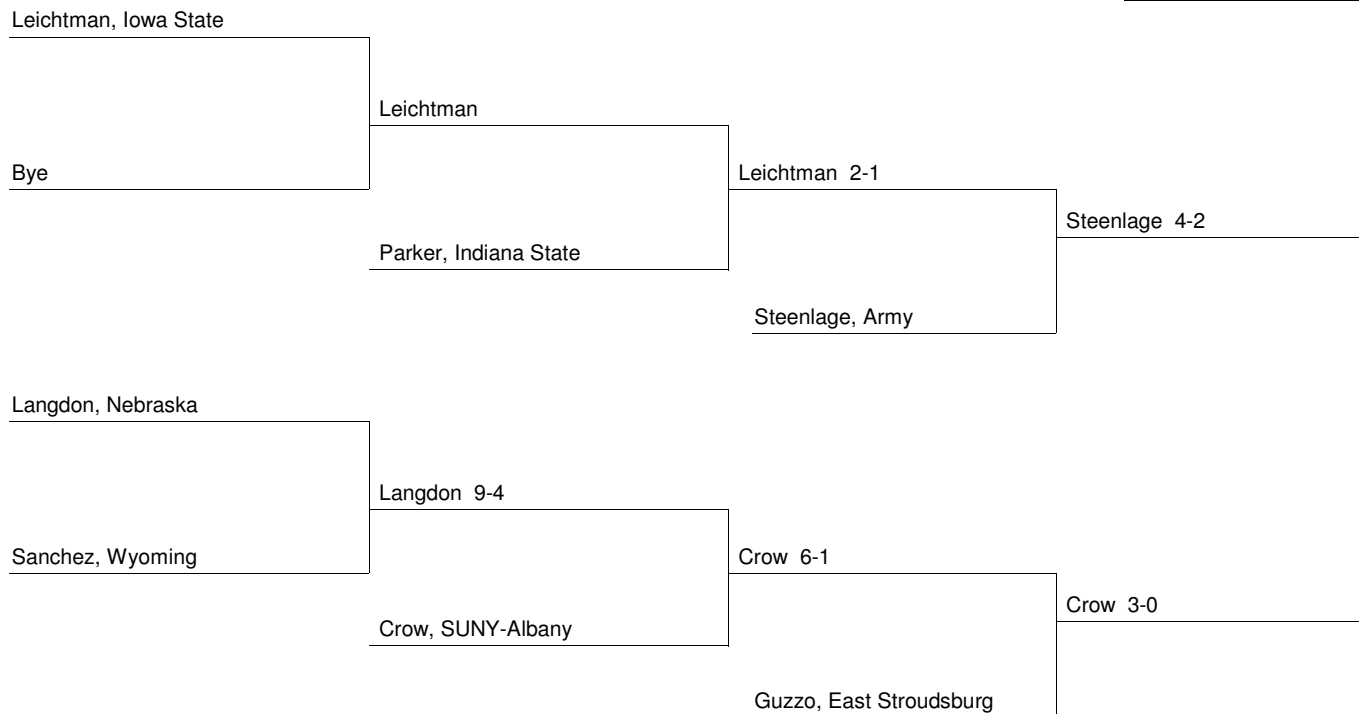 Leichtman, Iowa State
Leichtman
Bye
Leichtman 2-1
Steenlage 4-2
Parker, Indiana State
Steenlage, Army
Langdon, Nebraska
Langdon 9-4
Sanchez, Wyoming
Crow 6-1
Crow 3-0
Crow, SUNY-Albany
Guzzo, East Stroudsburg